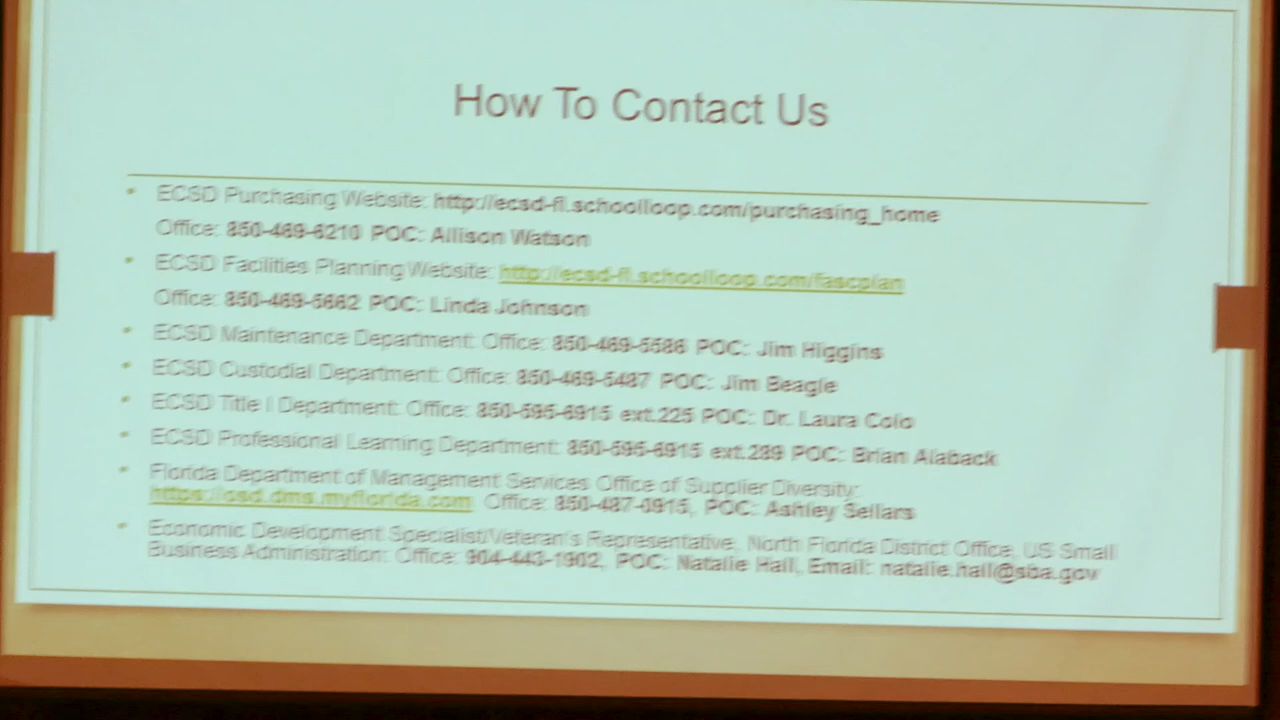 How To Contact Us
ECSD Purchasing Website: http://ecsd-fl.schoolloop.com/purchasing_home
Office: 850-469-6210 POC: Allison Watson
ECSD Facilities Planning Website: http://ecsd-fl.schoolloop.com/fascplan
Office: 850-469-5662 POC: Linda Johnson
ECSD Maintenance Department: Office: 850-469-5586 POC: Jim Higgins
ECSD Custodial Department: Office: 850-469-5487 POC: Jim Beagle
ECSD Title I Department: Office: 850-595-6915 ext.225 POC: Dr. Laura Colo
ECSD Professional Learning Department: 850-595-6915 ext.289 POC: Brian Alaback
Florida Department of Management Services Office of Supplier Diversity:
https://osd.dms.myflorida.com Office: 850-487-0915, POC: Ashley Sellars
Economic Development Specialist/Veteran's Representative, North Florida District Office, US Small
Business Administration: Office: 904-443-1902, POC: Natalie Hall, Email: natalie.hall@sba.gov